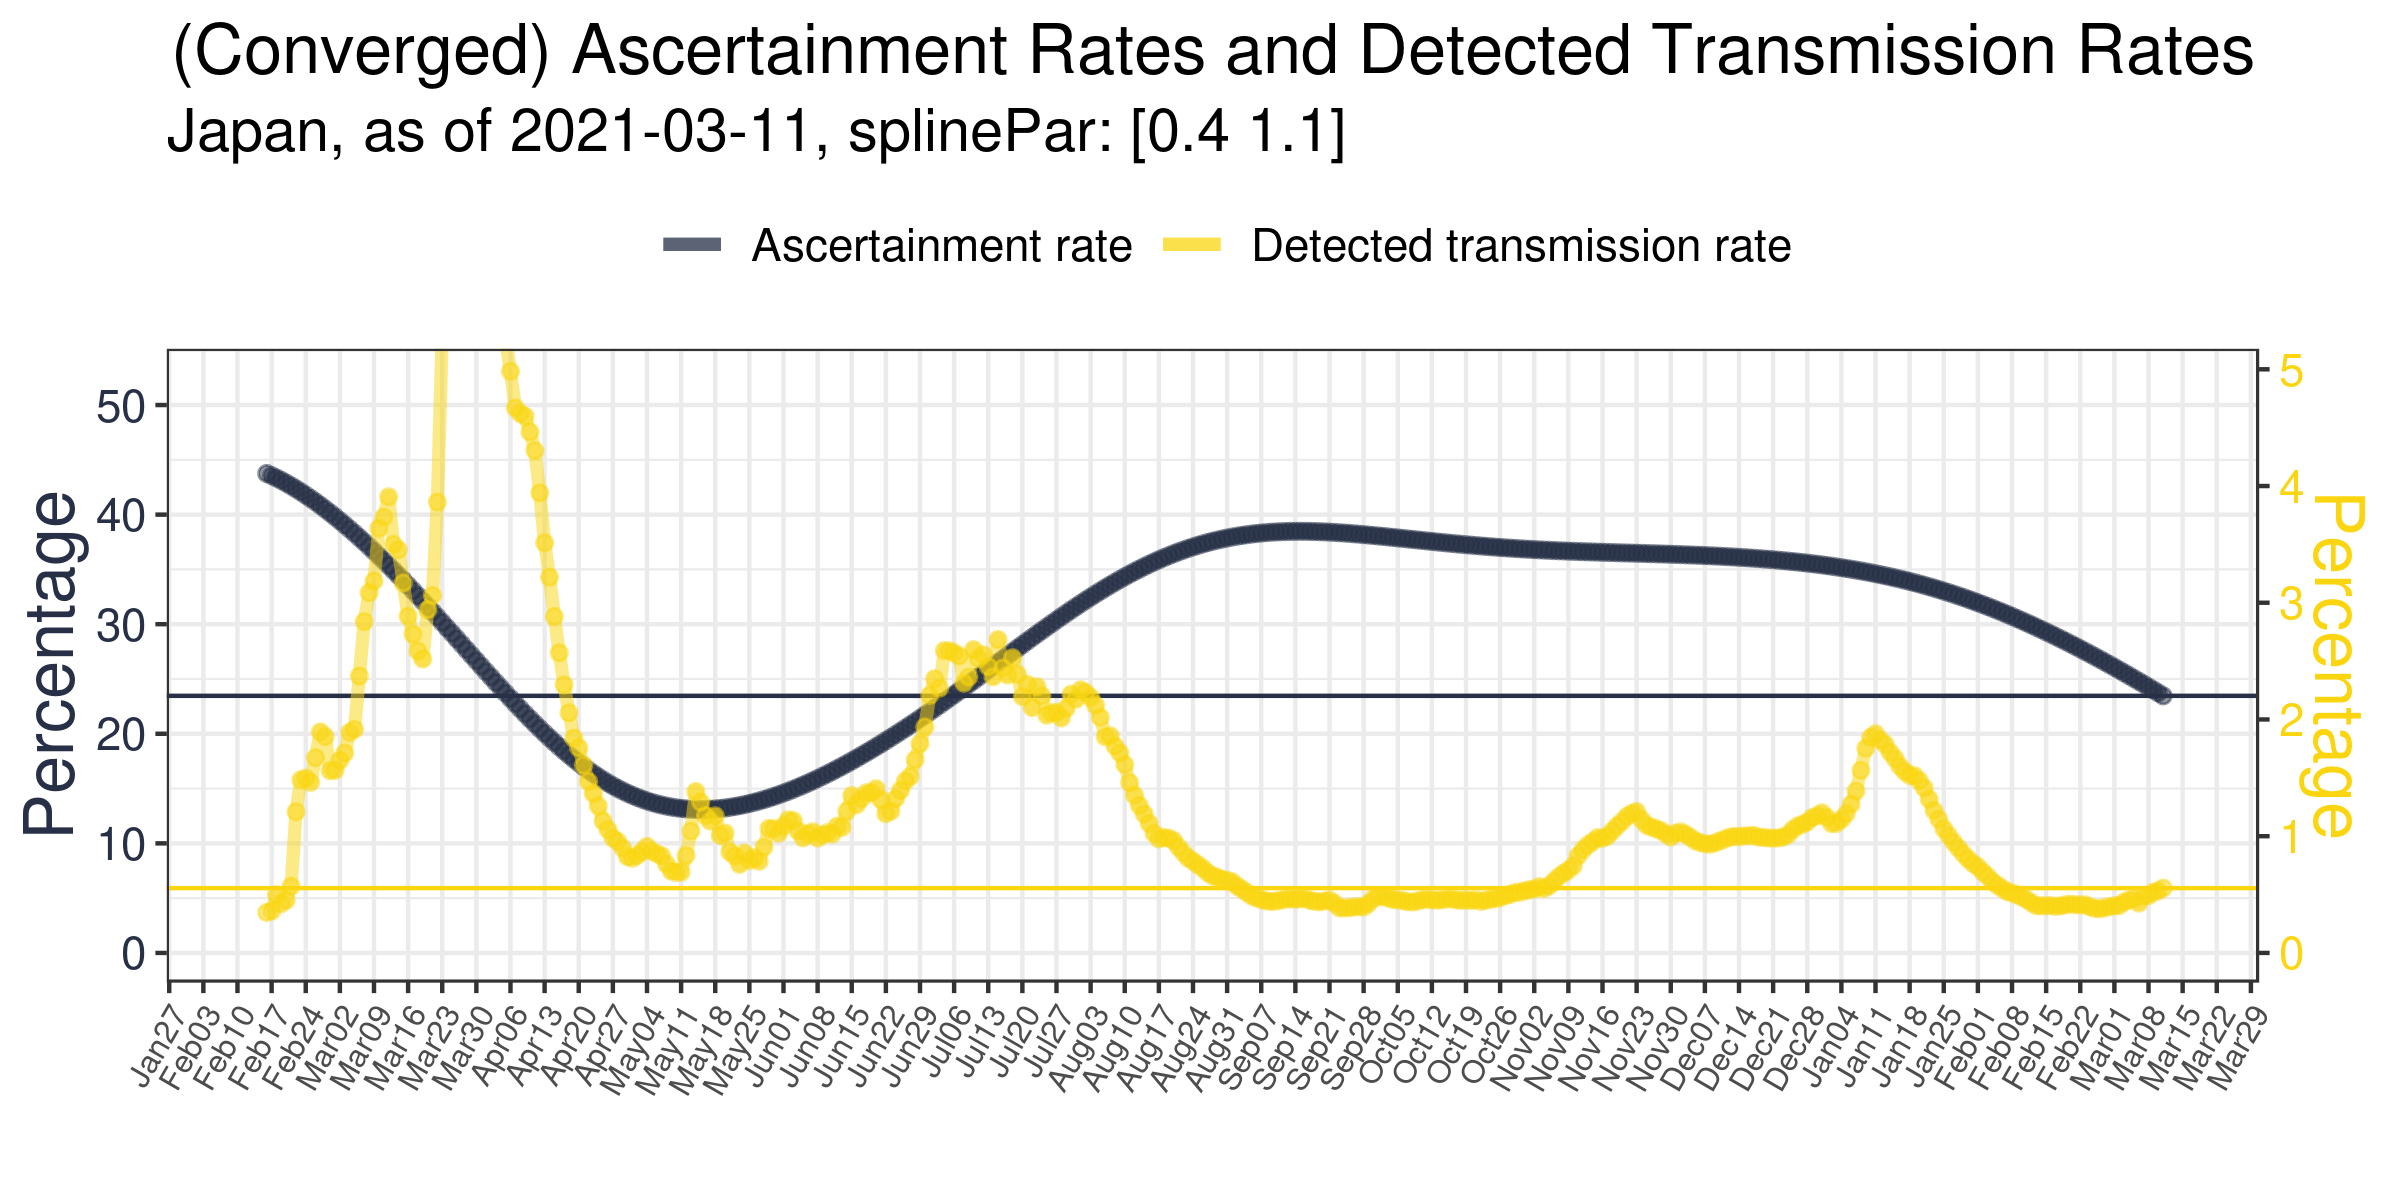 (Converged) Ascertainment Rates and Detected Transmission Rates
Japan, as of 2021-03-11, splinePar: [0.4 1.1]
Ascertainment rate Detected transmission rate
Percentage
50
40
30
20
10
0
5
4
3
2
1
0
Percentage
Jan27
Feb03
Feb10
Feb17
Feb24
Mar02
Mar09
Mar16
Mar23
Mar30
Apr06
Apr13
Apr20
Apr27
May04
May11
May18
May25
Jun01
Jun08
Jun15
Jun22
Jun29
Jul06
Jul13
Jul20
Jul27
Aug03
Aug10
Aug17
Aug24
Aug31
Sep07
Sep14
Sep21
Sep28
Oct05
Oct12
Oct19
Oct26
Nov02
Nov09
Nov16
Nov23
Nov30
Dec07
Dec14
Dec21
Dec28
Jan04
Jan11
Jan18
Jan25
Feb01
Feb08
Feb15
Feb22
Mar01
Mar08
Mar15
Mar22
Mar29